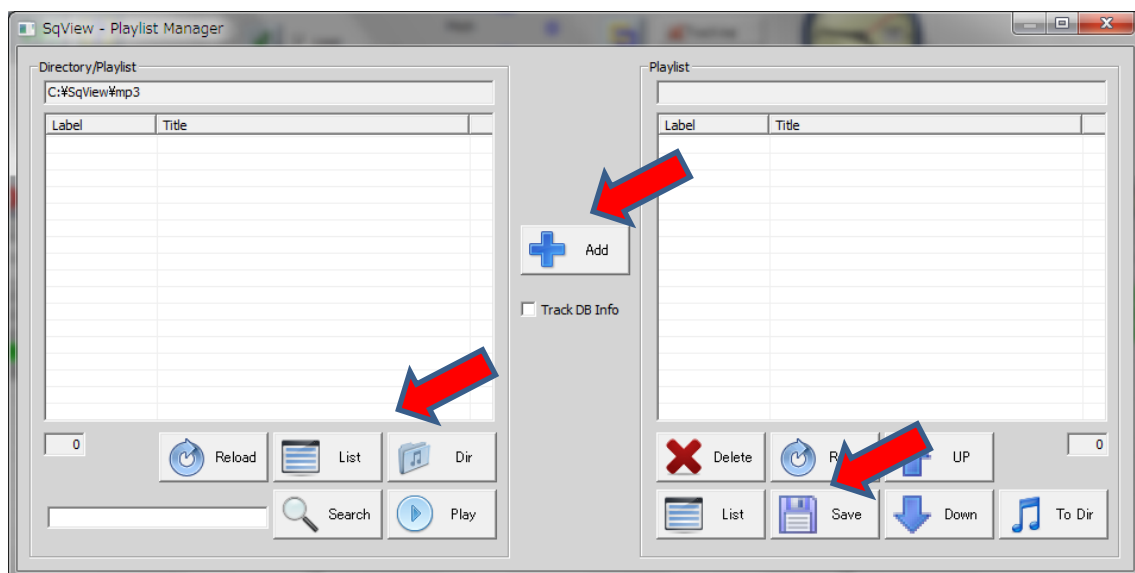 SqView - Playlist Manager
Directory/Playlist
C:¥SqView¥mp3
Label Title
0
Reload
List
Dir
Search
Play
Add
Track DB Info
Playlist
Label Title
Delete
UP
0
List
Save
Down
To Dir